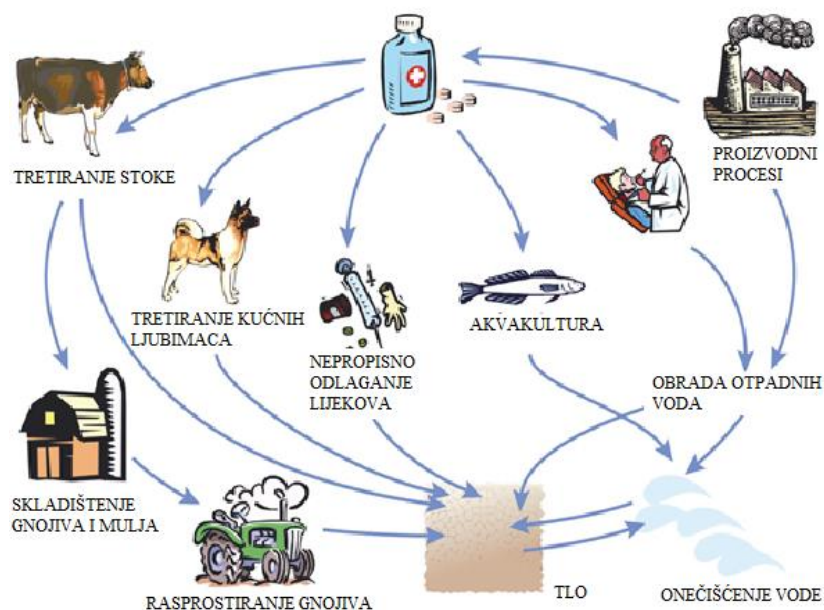 TRETIRANJE STOKE
PROIZVODNI
PROCESI
TRETIRANJE KUĆNIH
LJUBIMACA
NEPROPISNO
ODLAGANJE
LIJEKOVA
AKVAKULTURA
OBRADA OTPADNIH
VODA
SKLADIŠTENJE
GNOJIVA I MULJA
RASPROSTIRANJE GNOJIVA
TLO
ONEČIŠĆENJE VODE